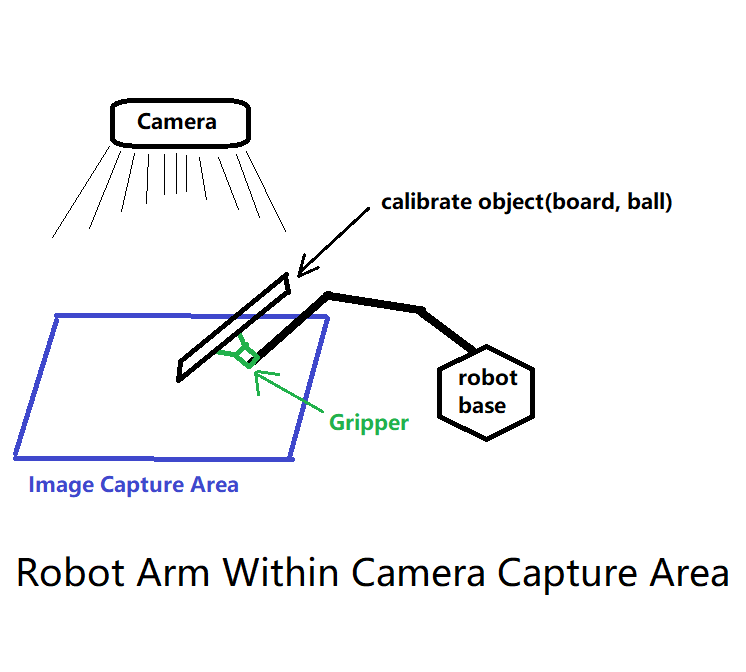 Camera
calibrate object(board, ball)
robot
base
Gripper
Image Capture Area
Robot Arm Within Camera Capture Area